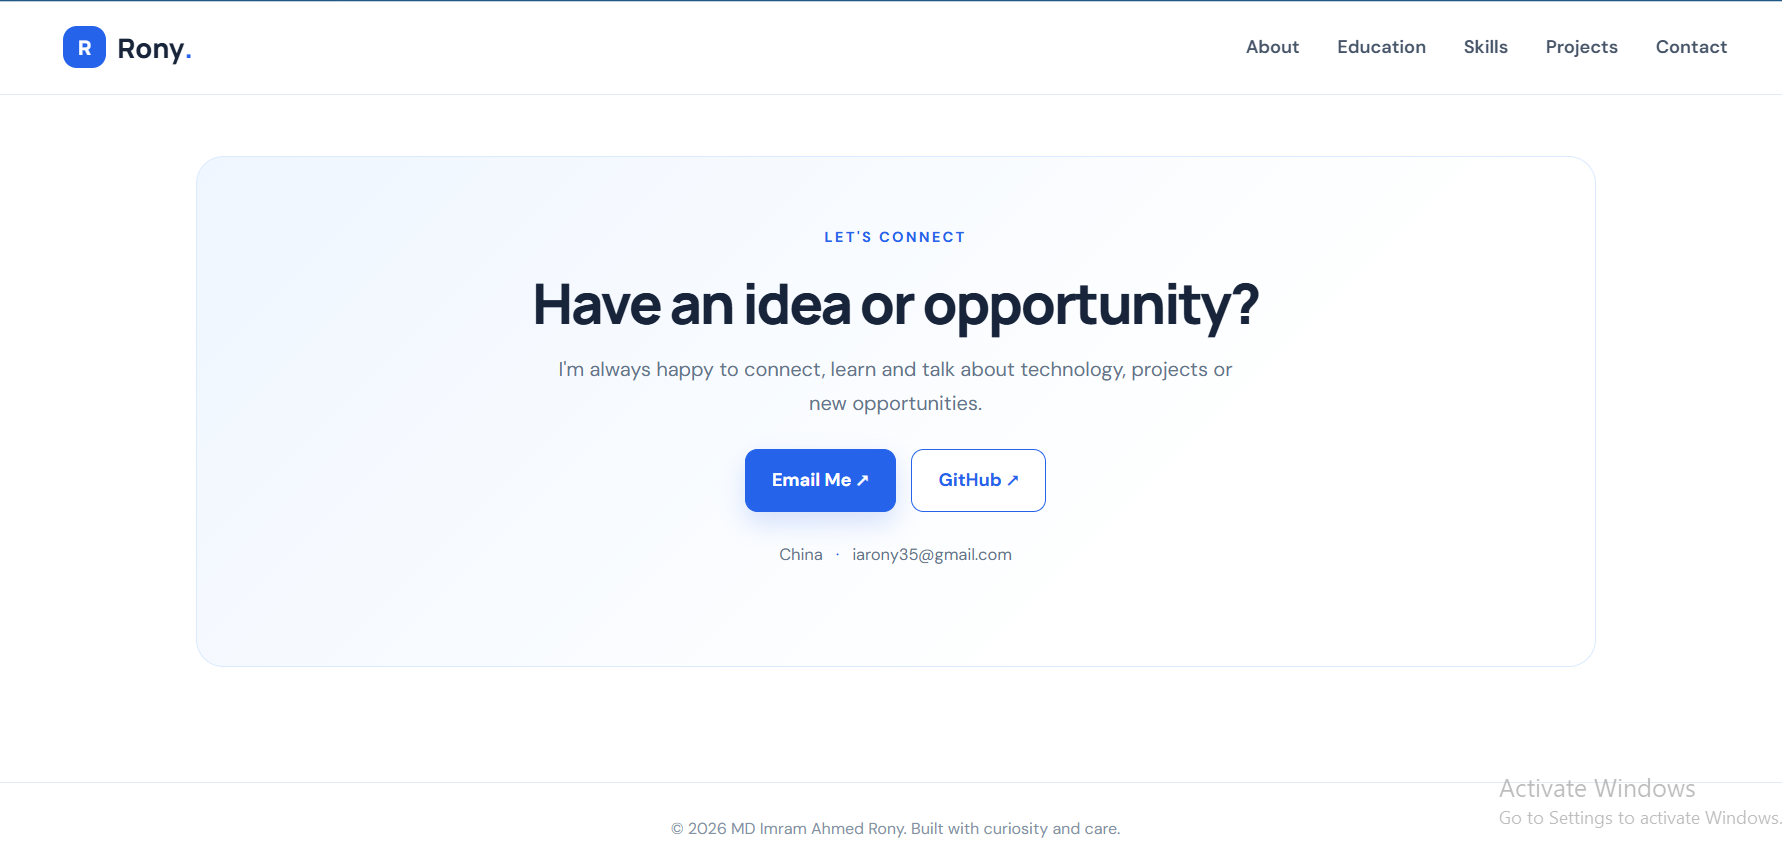 R Rony.
About Education Skills Projects Contact
LET'S CONNECT
Have an idea or opportunity?
I'm always happy to connect, learn and talk about technology, projects or
new opportunities.
Email Me ↗ GitHub ↗
China · iarony35@gmail.com
Activate Windows
Go to Settings to activate Windows.
© 2026 MD Imram Ahmed Rony. Built with curiosity and care.